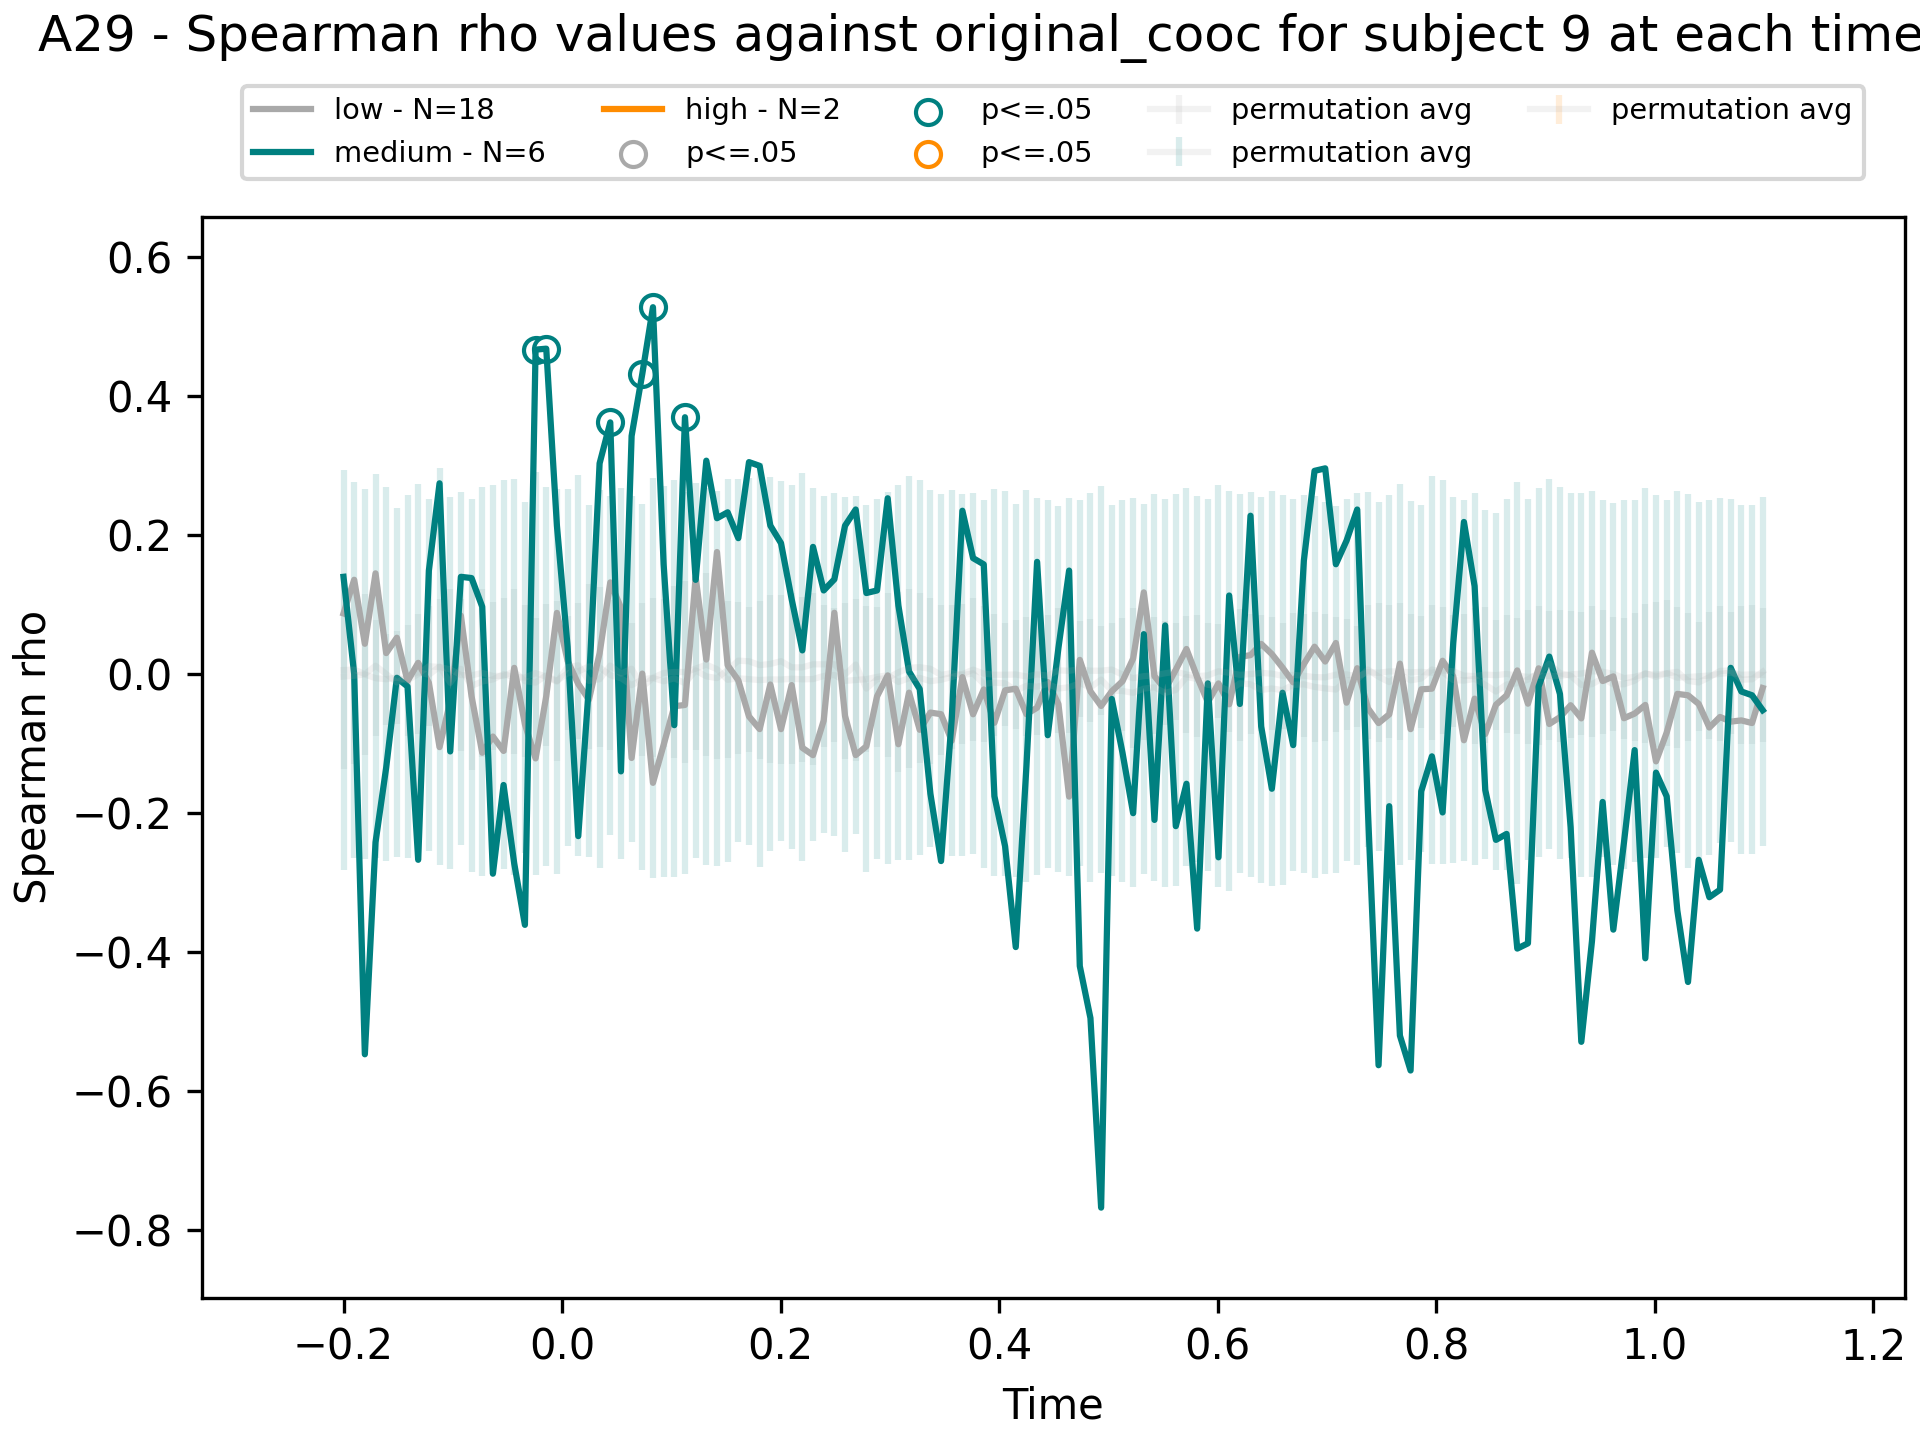 A29 - Spearman rho values against original_cooc for subject 9 at each time
low - N=18 high - N=2 p<=.05 permutation avg permutation avg
medium - N=6 p<=.05 p<=.05 permutation avg
0.6
0.4
0.2
0.0
−0.2
−0.4
−0.6
−0.8
Spearman rho
−0.2 0.0 0.2 0.4 0.6 0.8 1.0 1.2
Time